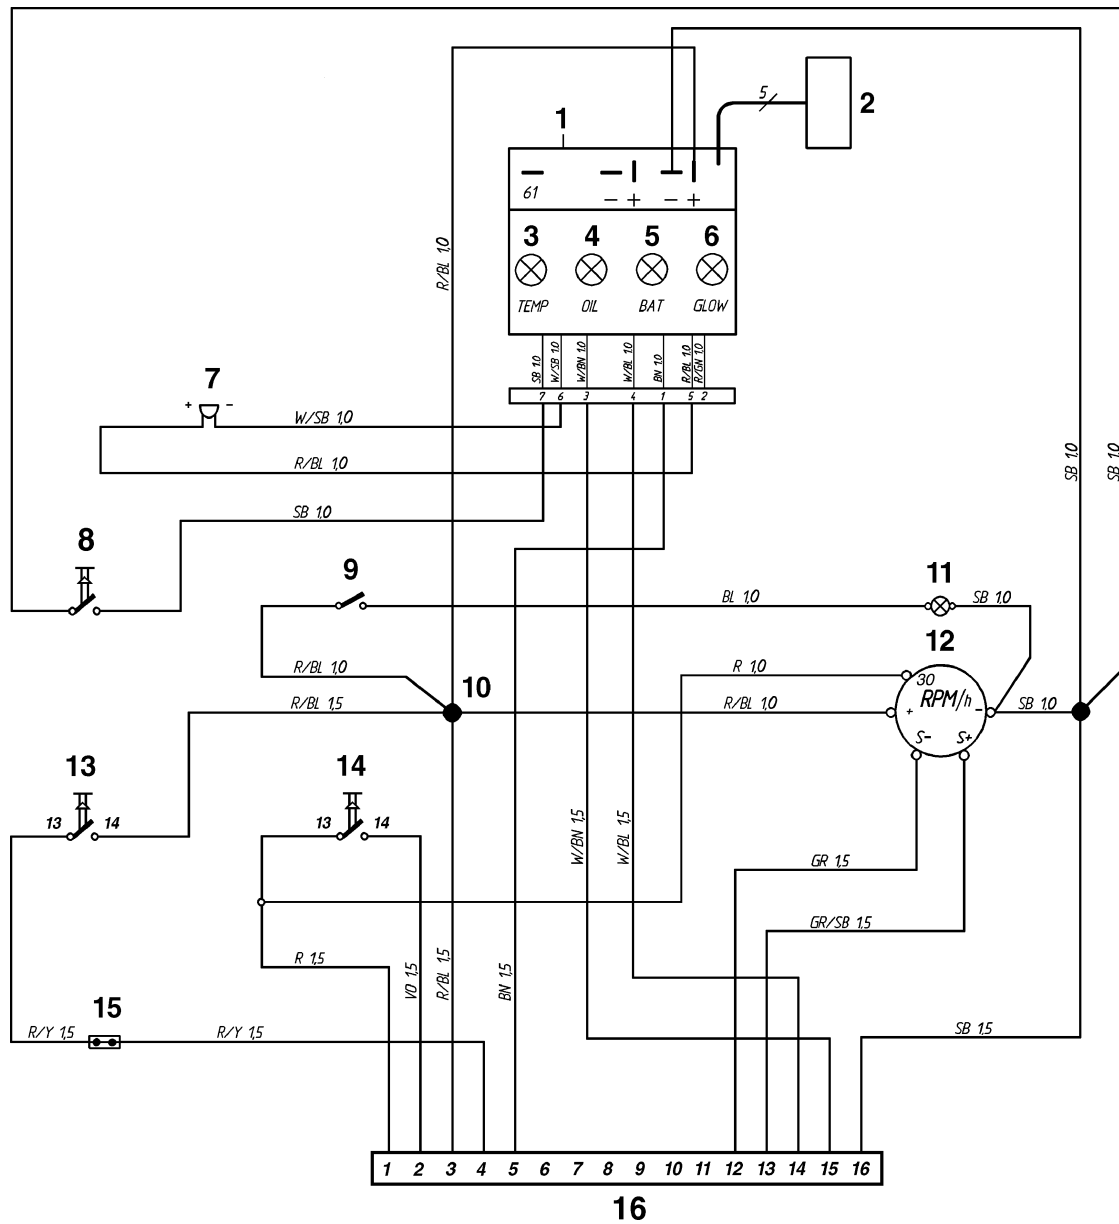 5
2
1
61
– + – +
3 4 5 6
TEMP OIL BAT GLOW
R/BL 1,0
SB 1.0
W/SB 1.0
W/BN 1.0
W/BL 1.0
BN 1.0
R/BL 1.0
R/GN 1.0
7 6 3 4 1 5 2
7
+ –
W/SB 1,0
R/BL 1,0
SB 1,0
SB 1.0
SB 1.0
8
9
11
BL 1,0
SB 1.0
12
R/BL 1,0
R 1,0
30
10
R/BL 1,5
R/BL 1,0
+ RPM/h –
SB 1.0
S– S+
13
14
13 14
13 14
W/BN 1,5
W/BL 1,5
GR 1,5
GR/SB 1,5
R 1,5
VO 1,5
R/BL 1,5
BN 1,5
15
R/Y 1,5
R/Y 1,5
SB 1,5
1 2 3 4 5 6 7 8 9 10 11 12 13 14 15 16
16